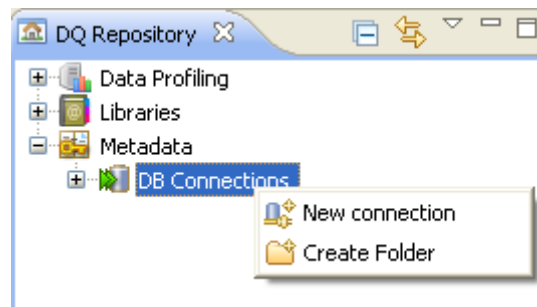 DQ Repository
Data Profiling
Libraries
Metadata
DB Connections
New connection
Create Folder